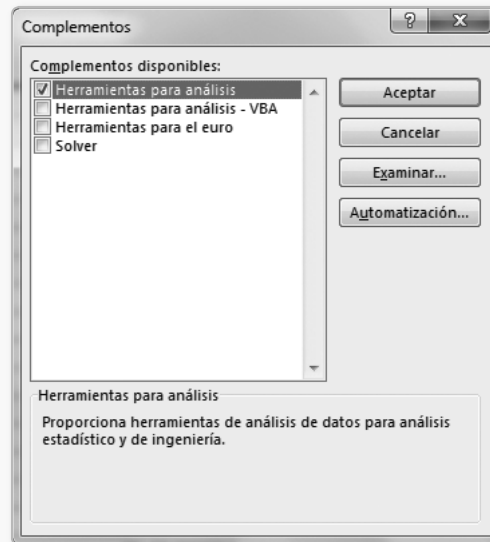 Complementos
Complementos disponibles:
Herramientas para análisis
Herramientas para análisis - VBA
Herramientas para el euro
Solver
Aceptar
Cancelar
Examinar...
Automatización...
Herramientas para análisis
Proporciona herramientas de análisis de datos para análisis
estadístico y de ingeniería.